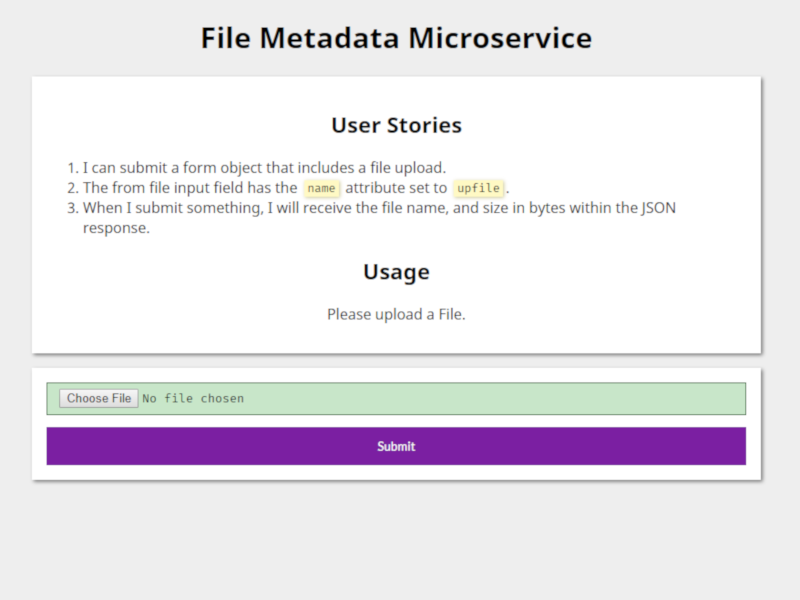 File Metadata Microservice
User Stories
1. I can submit a form object that includes a file upload.
2. The from file input field has the name attribute set to upfile.
3. When I submit something, I will receive the file name, and size in bytes within the JSON
response.
Usage
Please upload a File.
Choose File No file chosen
Submit